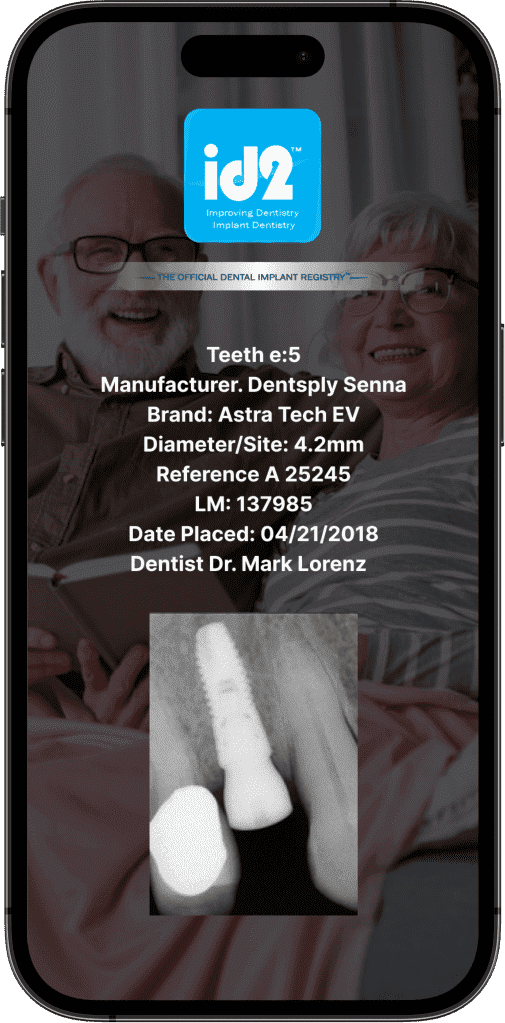 id2™
Improving Dentistry
Implant Dentistry
THE OFFICIAL DENTAL IMPLANT REGISTRY™
Teeth e:5
Manufacturer. Dentsply Senna
Brand: Astra Tech EV
Diameter/Site: 4.2mm
Reference A 25245
LM: 137985
Date Placed: 04/21/2018
Dentist Dr. Mark Lorenz